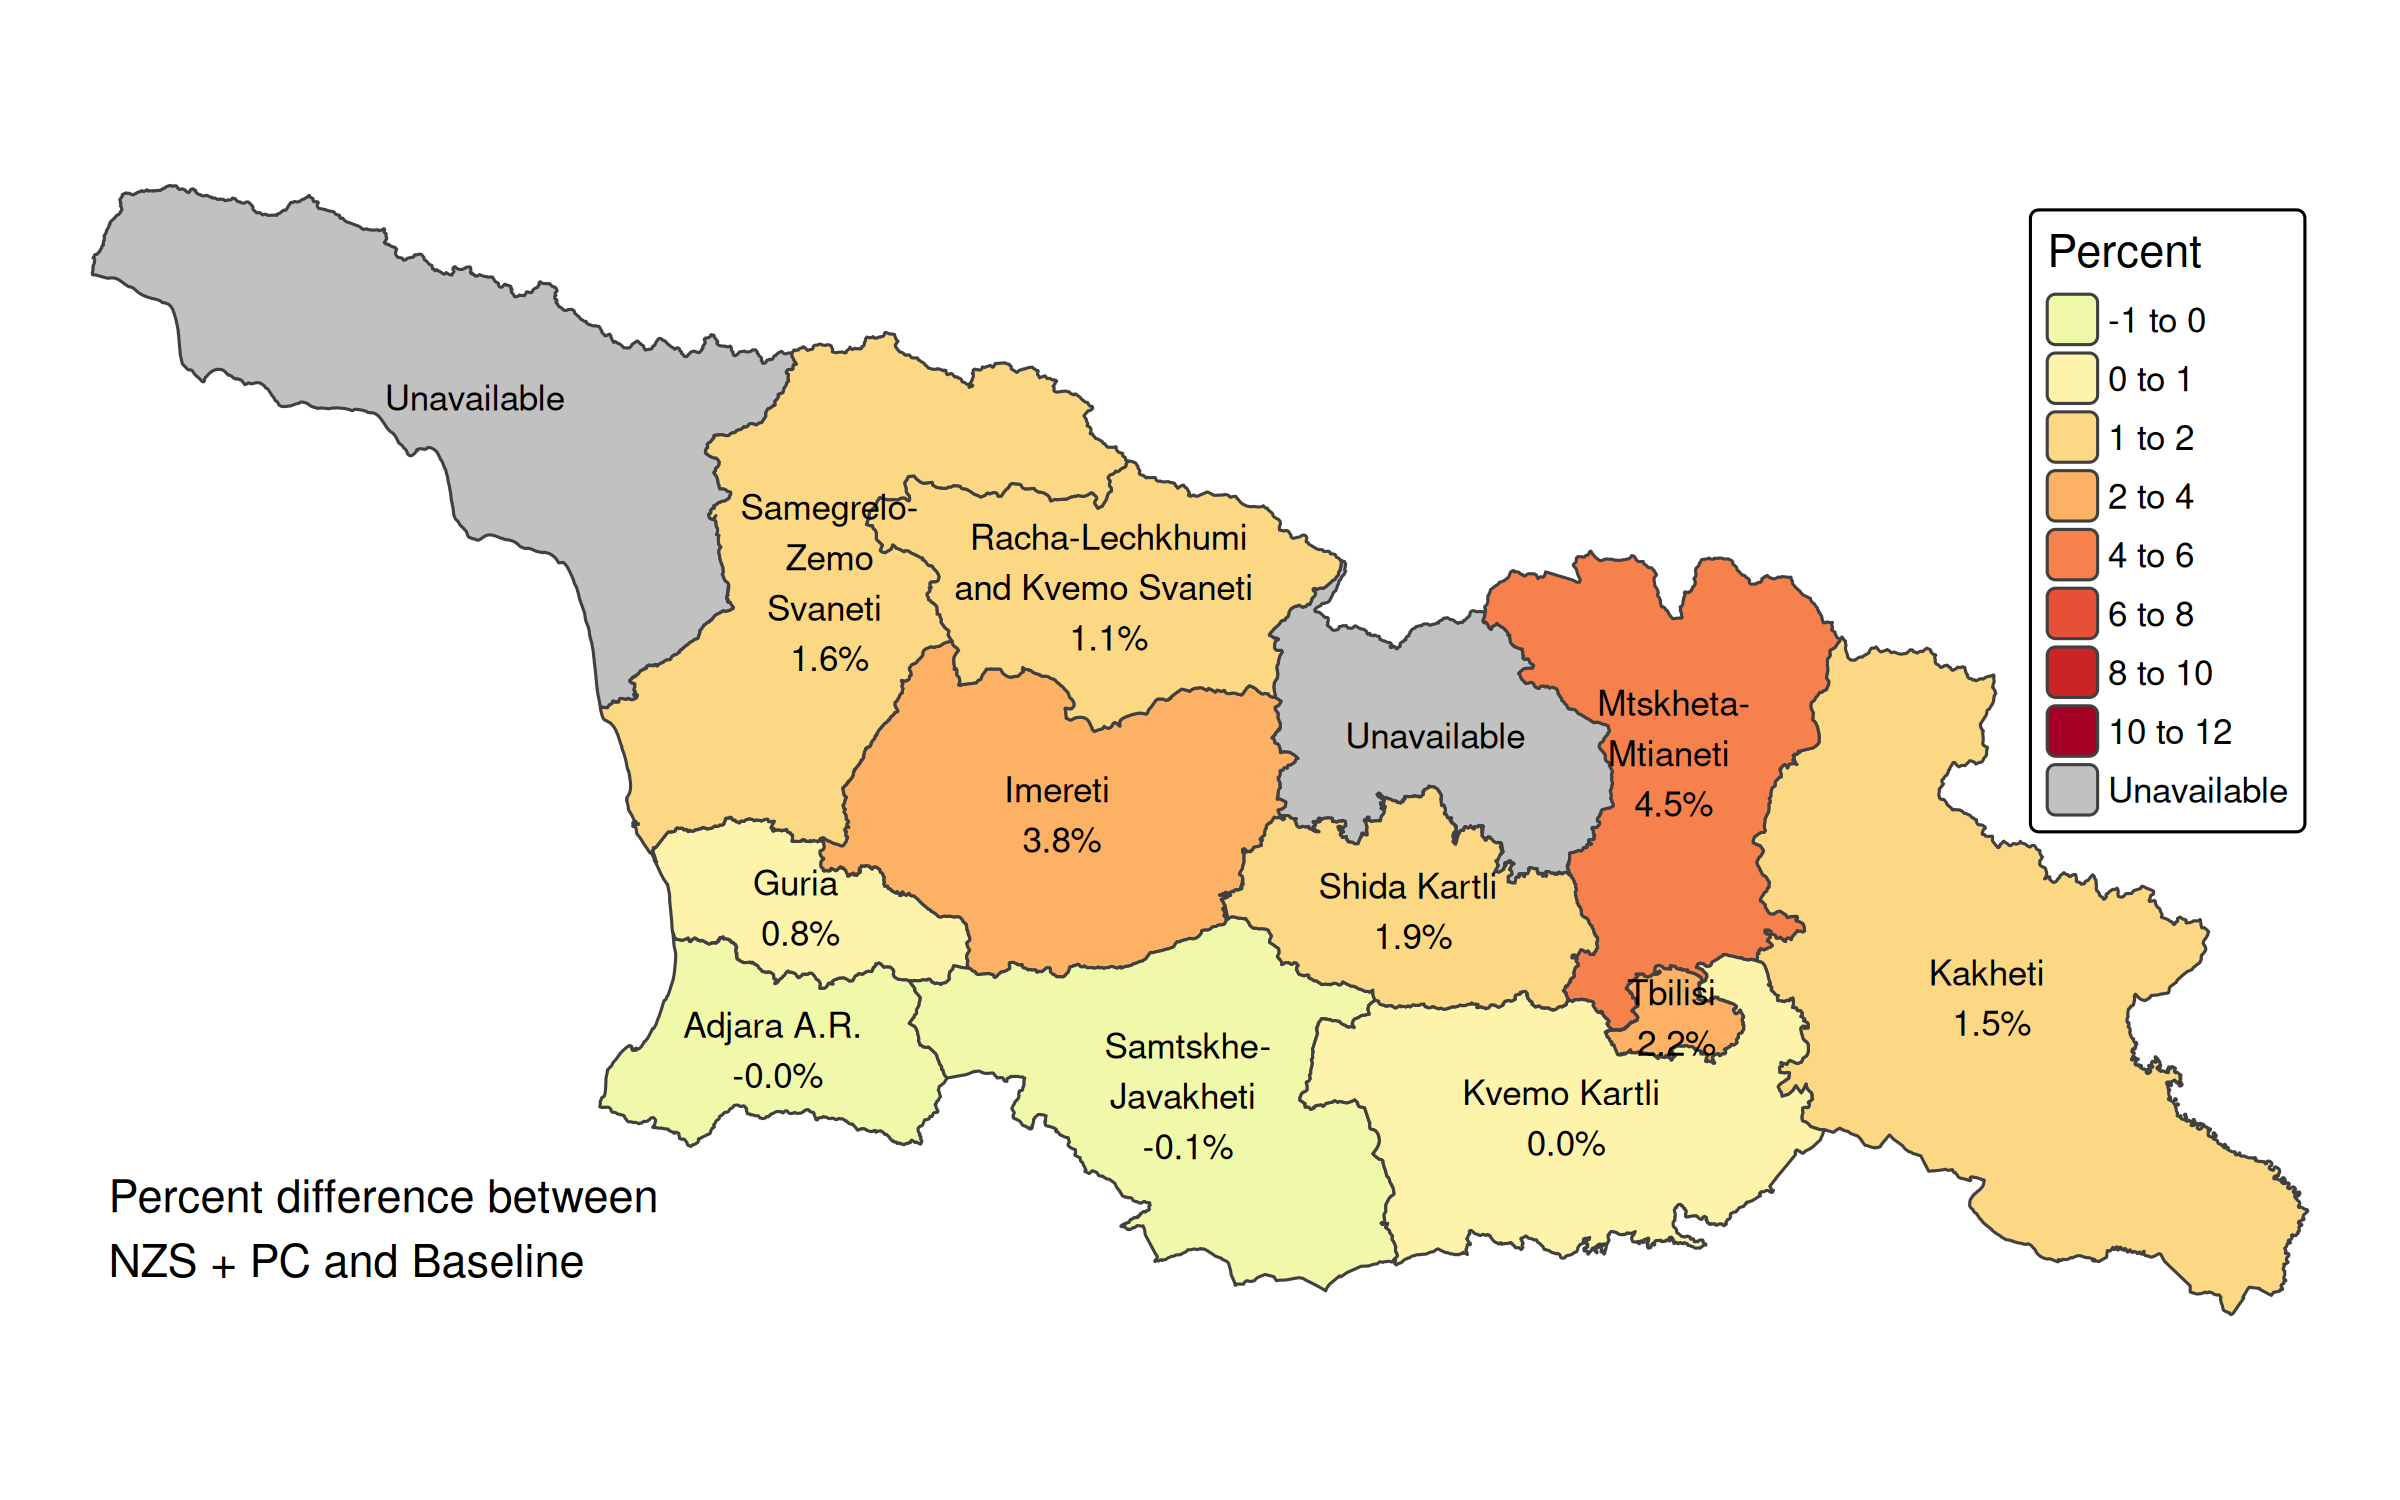 Unavailable
Samegrelo-
Zemo
Svaneti
1.6%
Racha-Lechkhumi
and Kvemo Svaneti
1.1%
Imereti
3.8%
Guria
0.8%
Adjara A.R.
-0.0%
Samtskhe-
Javakheti
-0.1%
Unavailable
Shida Kartli
1.9%
Mtskheta-
Mtianeti
4.5%
Tbilisi
2.2%
Kvemo Kartli
0.0%
Kakheti
1.5%
Percent
-1 to 0
0 to 1
1 to 2
2 to 4
4 to 6
6 to 8
8 to 10
10 to 12
Unavailable
Percent difference between
NZS + PC and Baseline